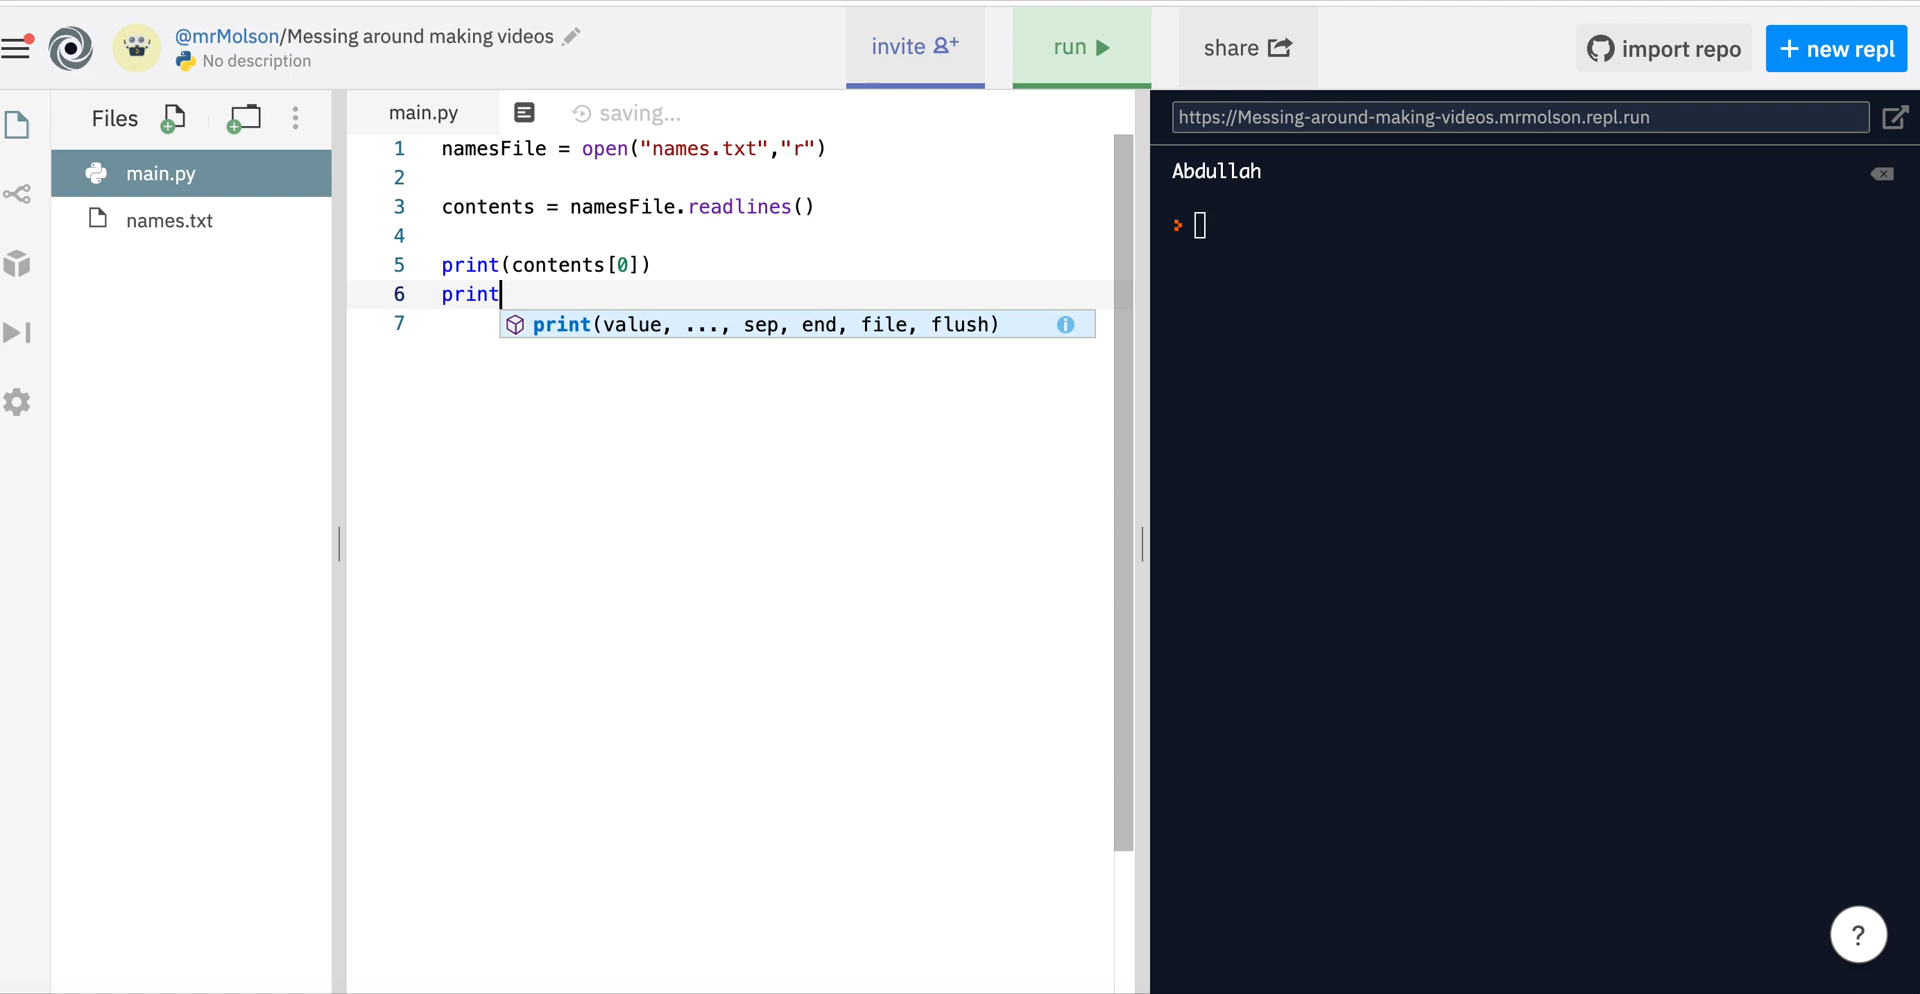 @mrMolson/Messing around making videos
No description
invite
run
share
import repo
+ new repl
Files
main.py
names.txt
main.py
saving...
1 namesFile = open("names.txt","r")
2
3 contents = namesFile.readlines()
4
5 print(contents[0])
6 print
7
print(value, ..., sep, end, file, flush)
https://Messing-around-making-videos.mrmolson.repl.run
Abdullah
?